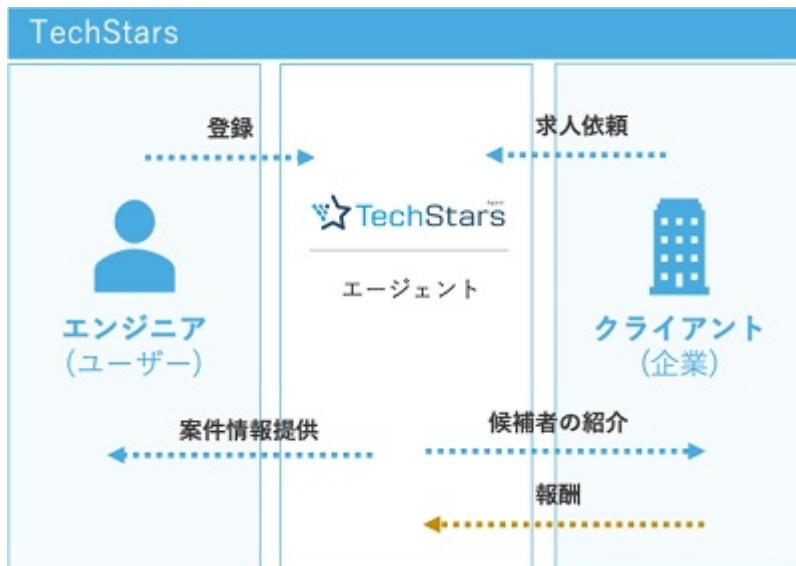 TechStars
登録
求人依頼
Agent
TechStars
エージェント
エンジニア
(ユーザー)
クライアント
(企業)
案件情報提供
候補者の紹介
報酬